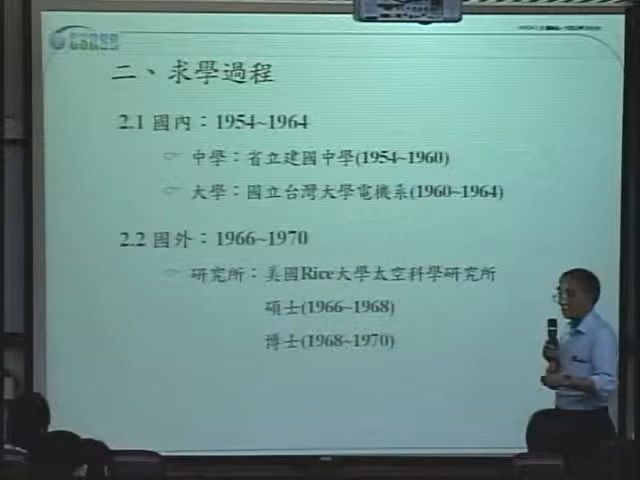 二、求學過程
2.1 國內：1954~1964
中學：省立建國中學(1954~1960)
大學：國立台灣大學電機系(1960~1964)
2.2 國外：1966~1970
研究所：美國Rice大學太空科學研究所
碩士(1966~1968)
博士(1968~1970)